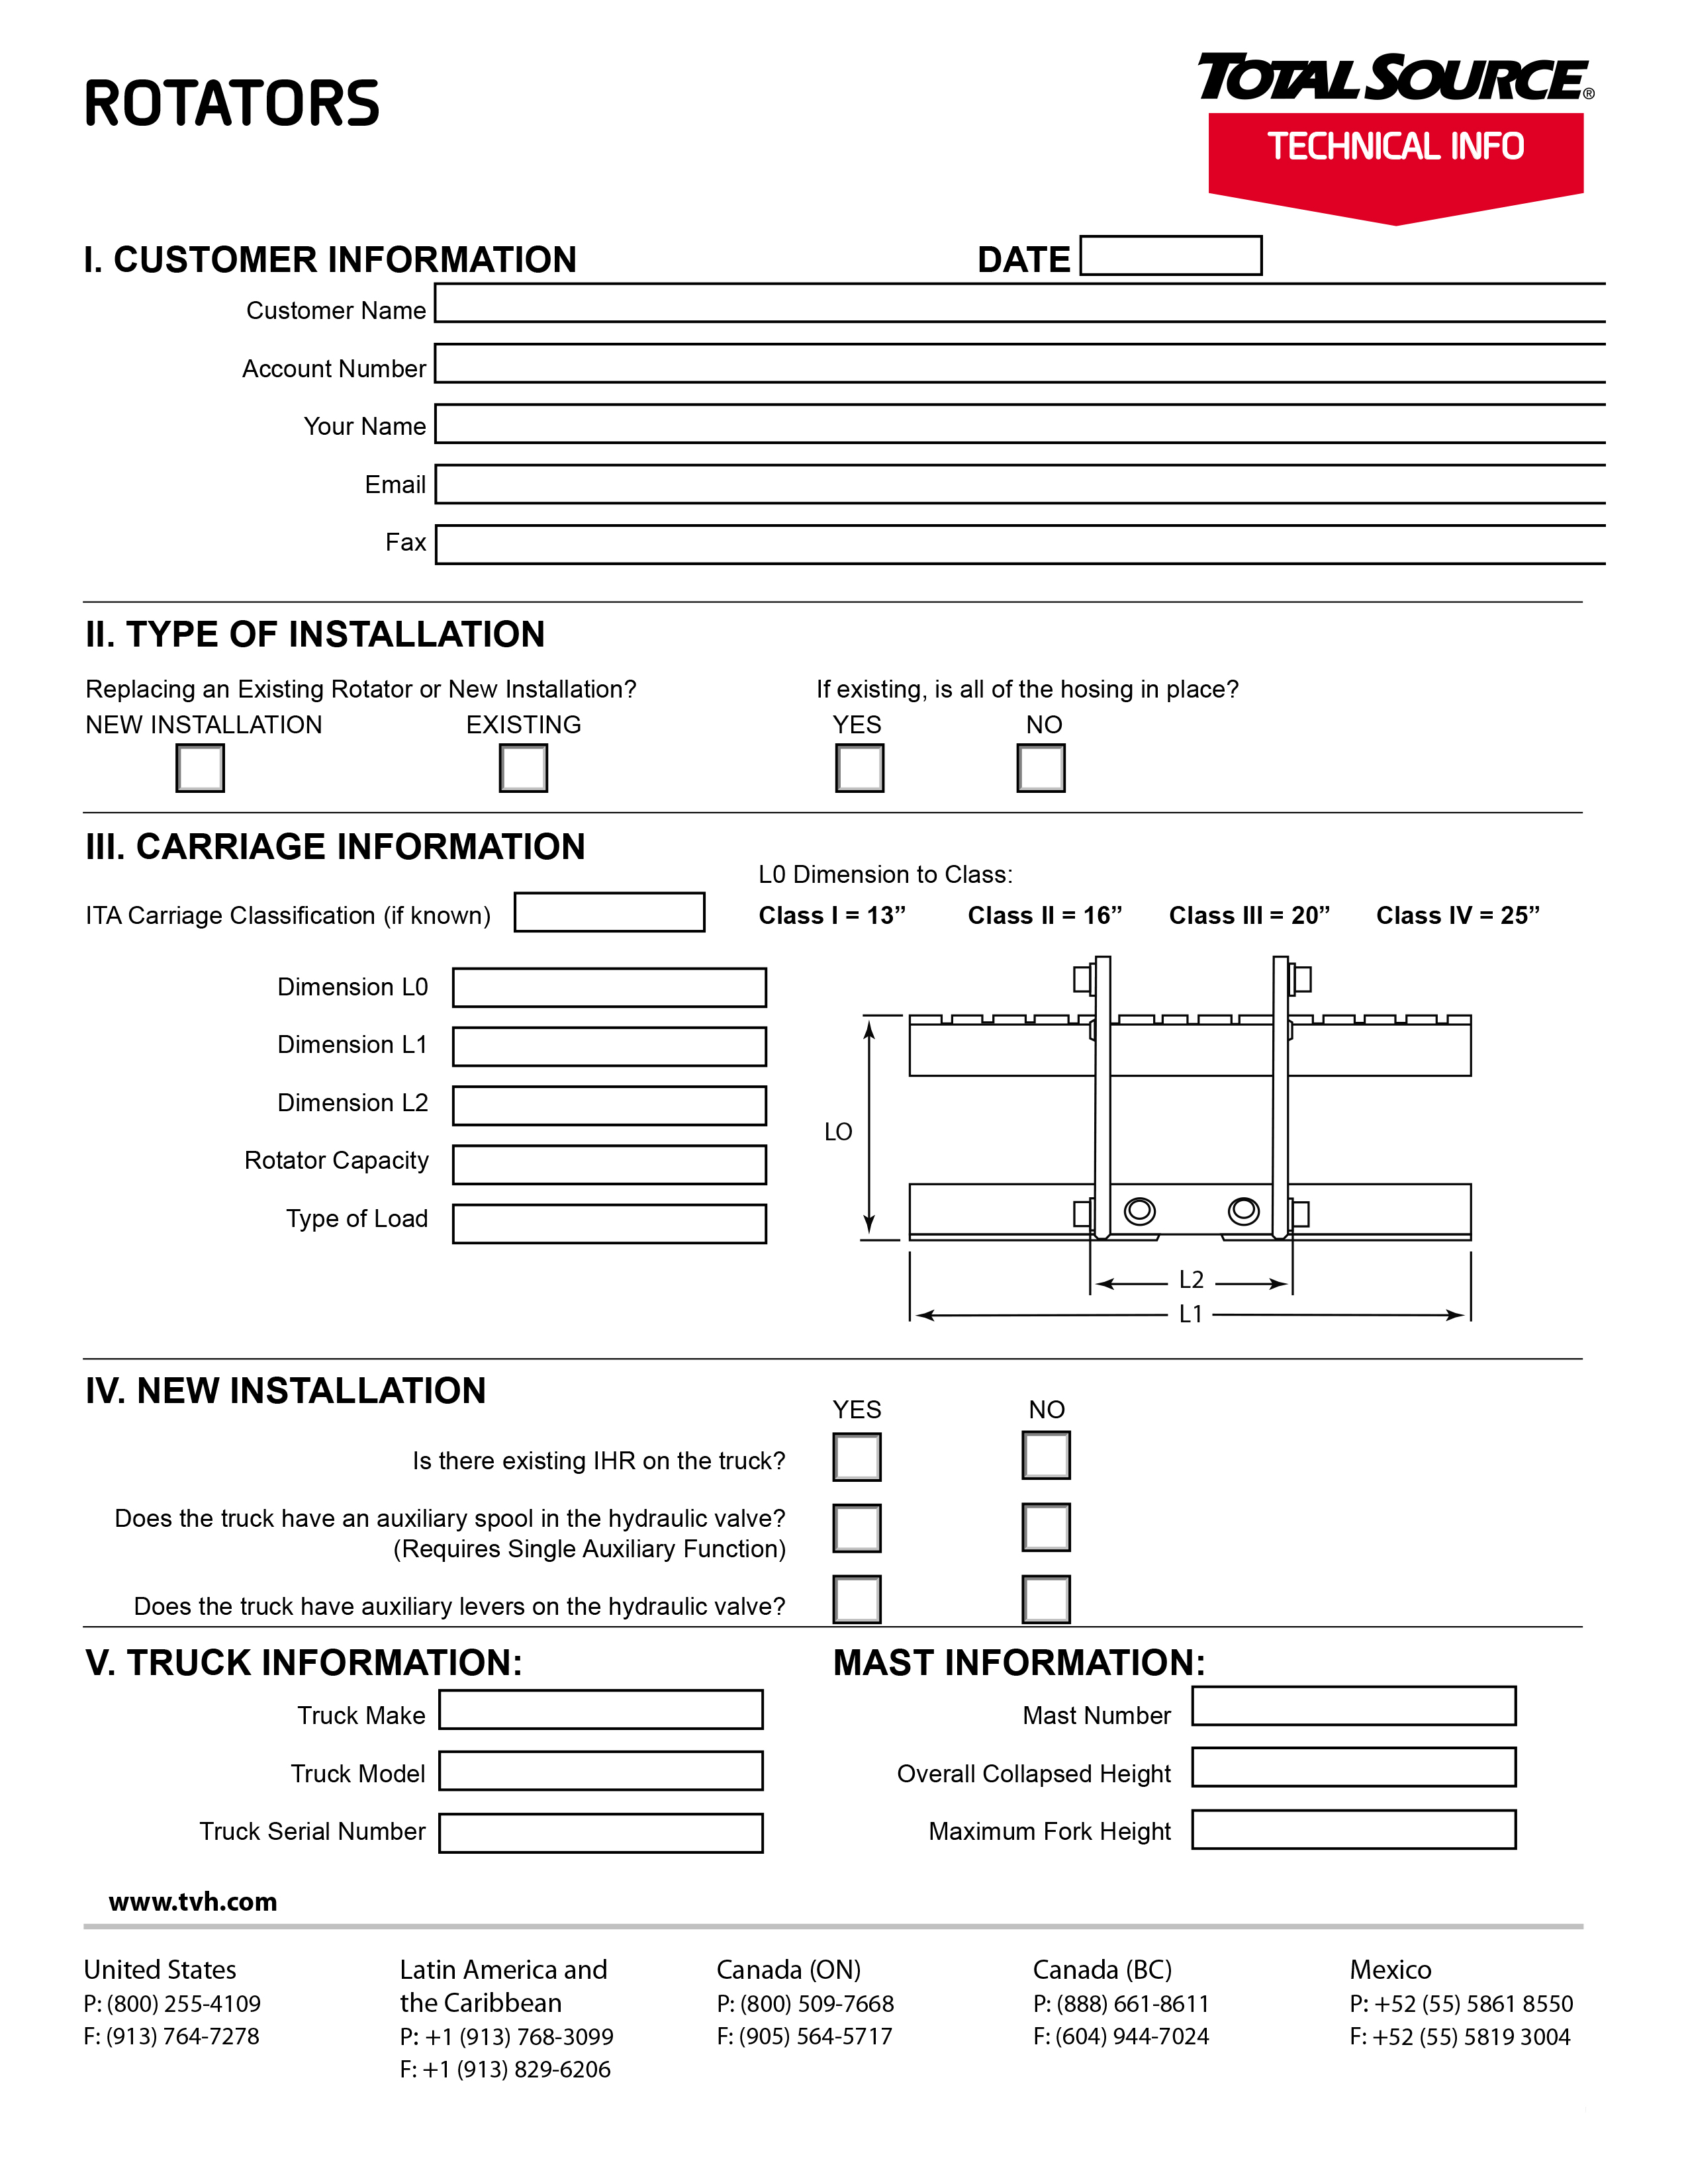 ROTATORS
TOTALSOURCE®
TECHNICAL INFO
I. CUSTOMER INFORMATION
DATE
Customer Name
Account Number
Your Name
Email
Fax
II. TYPE OF INSTALLATION
Replacing an Existing Rotator or New Installation?
If existing, is all of the hosing in place?
NEW INSTALLATION
EXISTING
YES
NO
III. CARRIAGE INFORMATION
L0 Dimension to Class:
ITA Carriage Classification (if known)
Class I = 13”
Class II = 16”
Class III = 20”
Class IV = 25”
Dimension L0
Dimension L1
Dimension L2
Rotator Capacity
Type of Load
LO
L2
L1
IV. NEW INSTALLATION
YES
NO
Is there existing IHR on the truck?
Does the truck have an auxiliary spool in the hydraulic valve?
(Requires Single Auxiliary Function)
Does the truck have auxiliary levers on the hydraulic valve?
V. TRUCK INFORMATION:
Truck Make
Truck Model
Truck Serial Number
MAST INFORMATION:
Mast Number
Overall Collapsed Height
Maximum Fork Height
www.tvh.com
United States
P: (800) 255-4109
F: (913) 764-7278
Latin America and
the Caribbean
P: +1 (913) 768-3099
F: +1 (913) 829-6206
Canada (ON)
P: (800) 509-7668
F: (905) 564-5717
Canada (BC)
P: (888) 661-8611
F: (604) 944-7024
Mexico
P: +52 (55) 5861 8550
F: +52 (55) 5819 3004